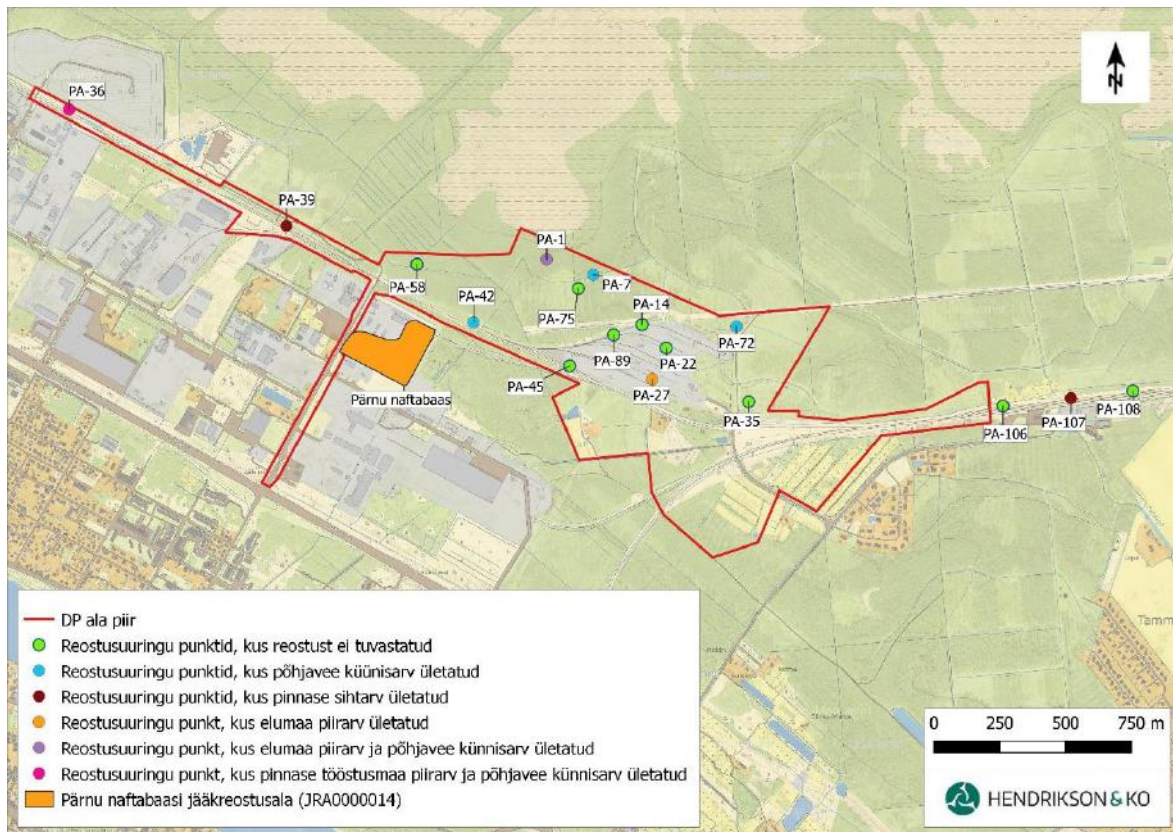 N
PA-36
PA-39
PA-1
PA-58
PA-7
PA-42
PA-75
PA-14
PA-72
PA-89
PA-22
PA-45
PA-27
Pärnu naftabaas
PA-35
PA-106
PA-107
PA-108
Tamm
DP ala piir
Reostusuuringu punktid, kus reostust ei tuvastatud
Reostusuuringu punktid, kus põhjavee küünisarv ületatud
Reostusuuringu punktid, kus pinnase sihtarv ületatud
Reostusuuringu punkt, kus elumaa piirarv ületatud
Reostusuuringu punkt, kus elumaa piirarv ja põhjavee künnisarv ületatud
Reostusuuringu punkt, kus pinnase tööstusmaa piirarv ja põhjavee künnisarv ületatud
Pärnu naftabaasi jääkreostusala (JRA0000014)
0 250 500 750 m
HENDRIKSON & KO